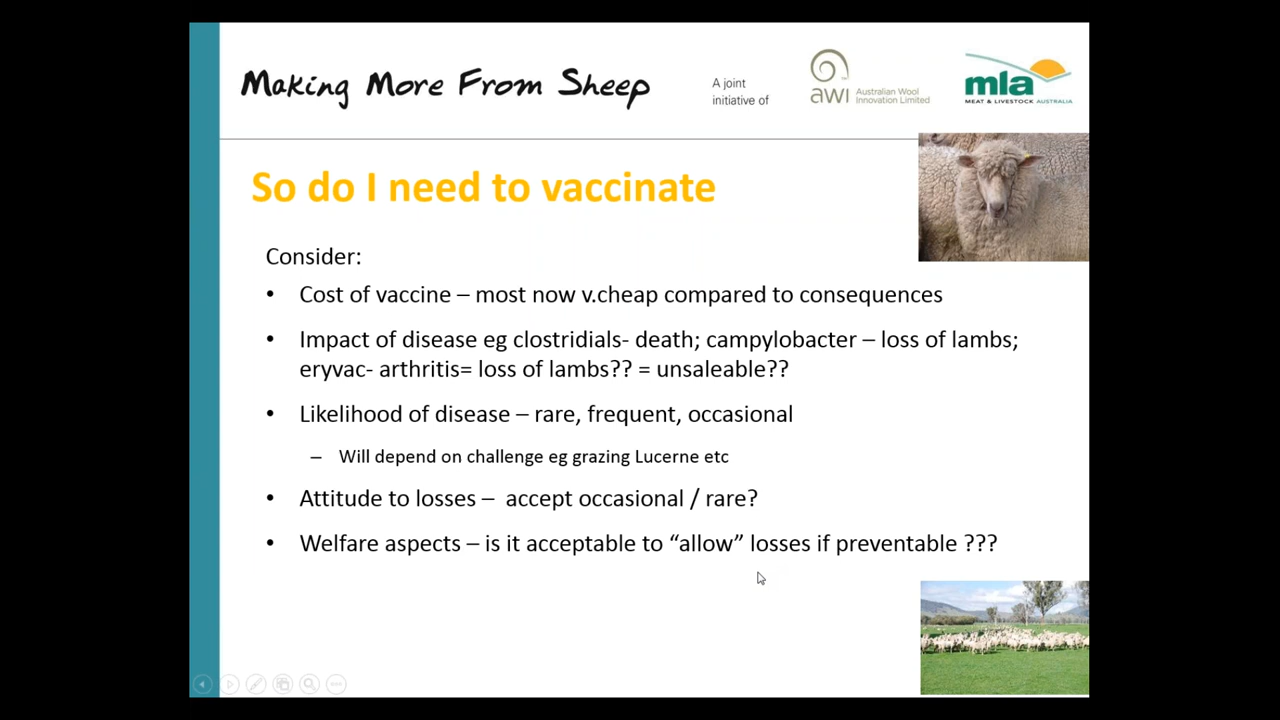 Making More From Sheep
A joint
initiative of
AWI
Australian Wool
Innovation Limited
mla
MEAT & LIVESTOCK AUSTRALIA
So do I need to vaccinate
Consider:
• Cost of vaccine – most now v.cheap compared to consequences
• Impact of disease eg clostridials- death; campylobacter – loss of lambs;
eryvac- arthritis= loss of lambs?? = unsaleable??
• Likelihood of disease – rare, frequent, occasional
– Will depend on challenge eg grazing Lucerne etc
• Attitude to losses – accept occasional / rare?
• Welfare aspects – is it acceptable to “allow” losses if preventable ???